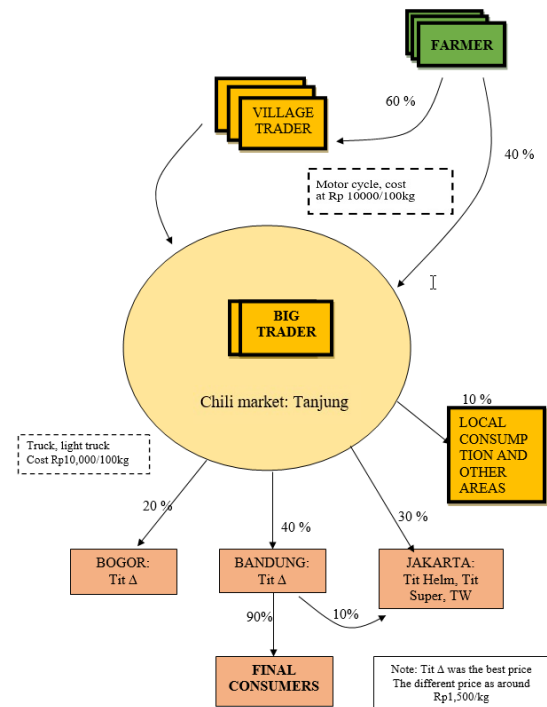 FARMER
60 %
VILLAGE
TRADER
40 %
Motor cycle, cost
at Rp 10000/100kg
BIG
TRADER
Chili market: Tanjung
10 %
LOCAL
CONSUMP
TION AND
OTHER
AREAS
Truck, light truck
Cost Rp10,000/100kg
20 %
40 %
30 %
BOGOR:
Tit Δ
BANDUNG:
Tit Δ
JAKARTA:
Tit Helm, Tit
Super, TW
90%
10%
FINAL
CONSUMERS
Note: Tit Δ was the best price
The different price as around
Rp1,500/kg